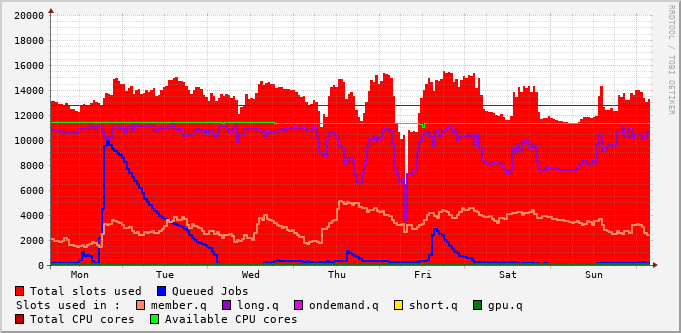 20000
18000
16000
14000
12000
10000
8000
6000
4000
2000
0
Mon Tue Wed Thu Fri Sat Sun
RRDTOOL / TOBI OETIKER
Total slots used Queued Jobs
Slots used in : member.q long.q ondemand.q short.q gpu.q
Total CPU cores Available CPU cores